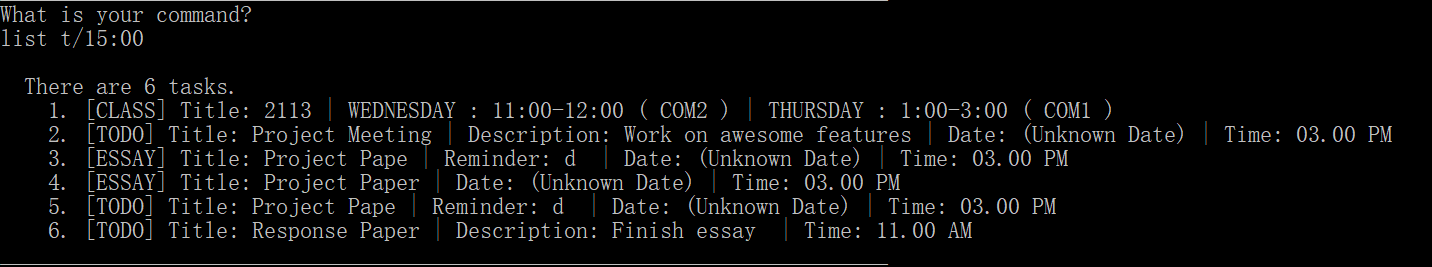 What is your command?
list t/15:00
There are 6 tasks.
1. [CLASS] Title: 2113 | WEDNESDAY : 11:00-12:00 ( COM2 ) | THURSDAY : 1:00-3:00 ( COM1 )
2. [TODO] Title: Project Meeting | Description: Work on awesome features | Date: (Unknown Date) | Time: 03.00 PM
3. [ESSAY] Title: Project Pape | Reminder: d  | Date: (Unknown Date) | Time: 03.00 PM
4. [ESSAY] Title: Project Paper | Date: (Unknown Date) | Time: 03.00 PM
5. [TODO] Title: Project Pape | Reminder: d  | Date: (Unknown Date) | Time: 03.00 PM
6. [TODO] Title: Response Paper | Description: Finish essay  | Time: 11.00 AM